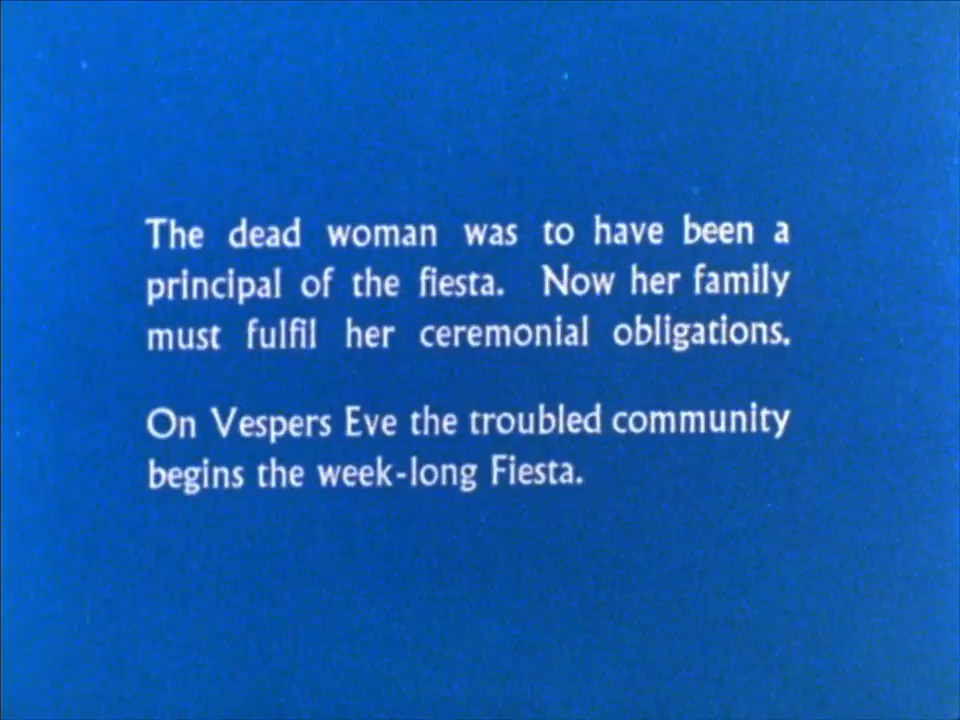 The dead woman was to have been a
principal of the fiesta. Now her family
must fulfil her ceremonial obligations.
On Vespers Eve the troubled community
begins the week-long Fiesta.